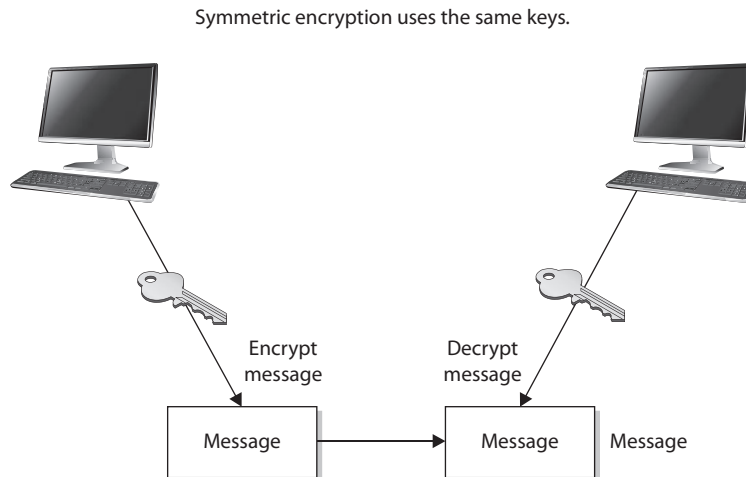 Symmetric encryption uses the same keys.
Encrypt
message
Decrypt
message
Message
Message
Message